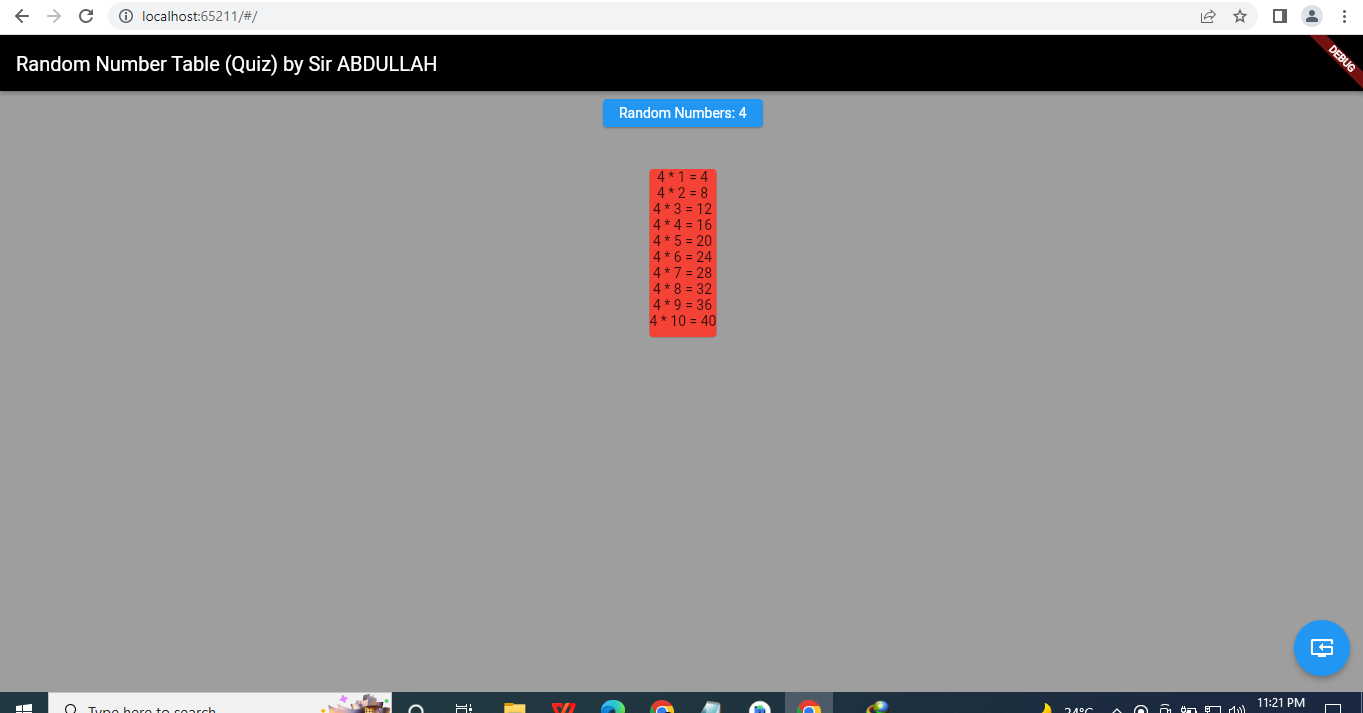 localhost:65211/#/
Random Number Table (Quiz) by Sir ABDULLAH
DEBUG
Random Numbers: 4
4 * 1 = 4
4 * 2 = 8
4 * 3 = 12
4 * 4 = 16
4 * 5 = 20
4 * 6 = 24
4 * 7 = 28
4 * 8 = 32
4 * 9 = 36
4 * 10 = 40
Type here to search
24°C
11:21 PM